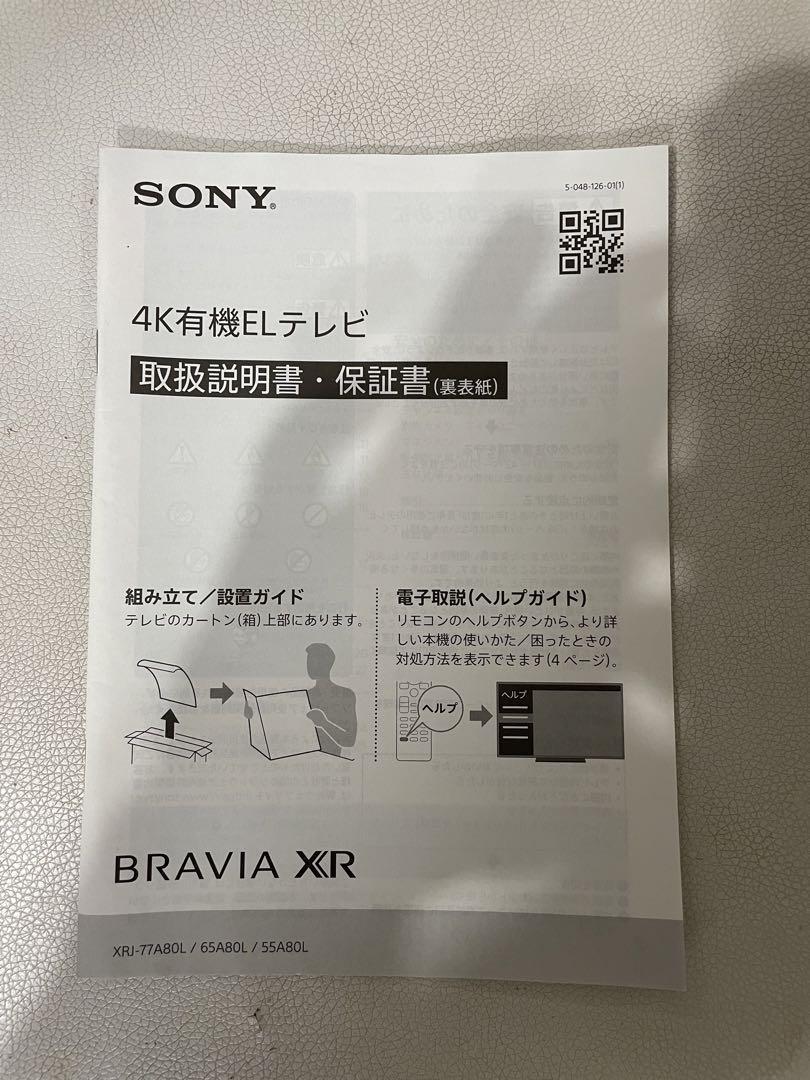 SONY®
5-048-126-01(1)
4K有機ELテレビ
取扱説明書・保証書(裏表紙)
組み立て/設置ガイド
テレビのカートン(箱)上部にあります。
電子取説(ヘルプガイド)
リモコンのヘルプボタンから、より詳
しい本機の使いかた/困ったときの
対処方法を表示できます(4 ページ)。
ヘルプ
ヘルプ
BRAVIA XR
XRJ-77A80L / 65A80L / 55A80L